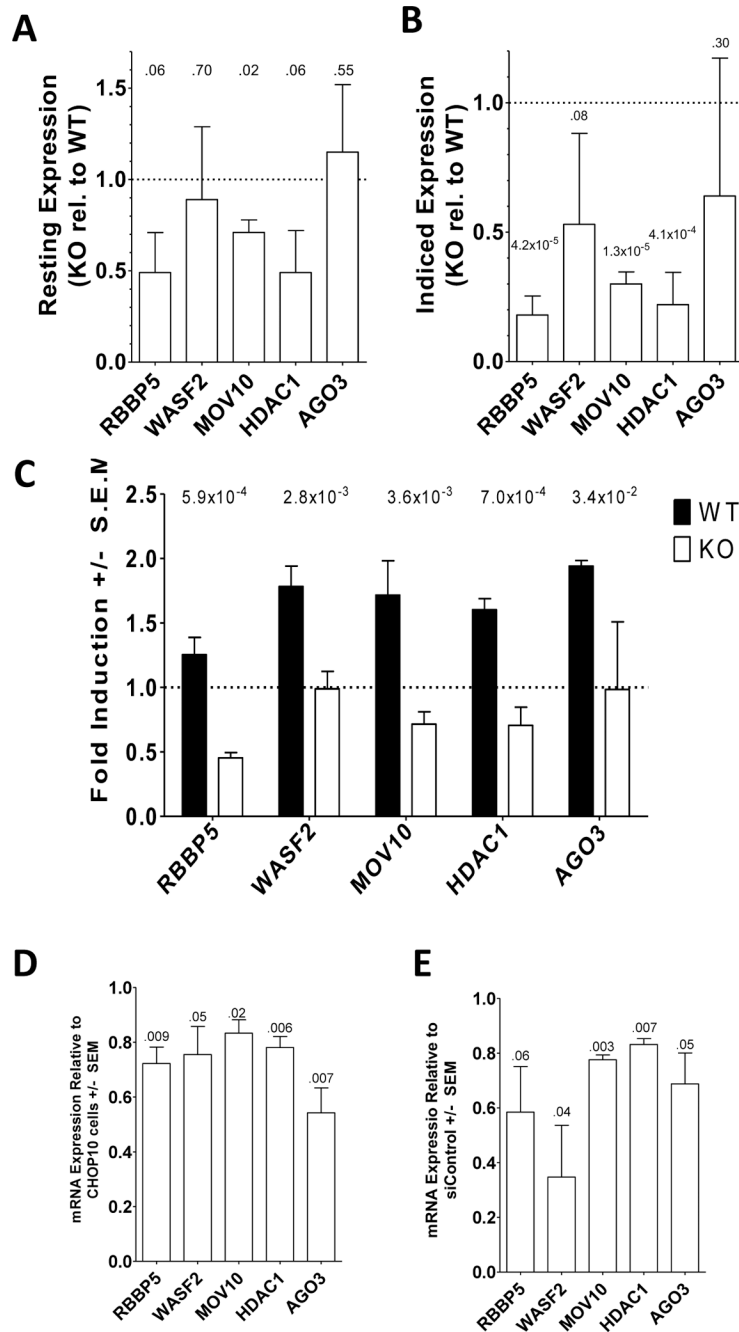 A
Resting Expression
(KO rel. to WT)
.06 .70 .02 .06 .55
1.5
1.0
0.5
0.0
RBBP5 WASF2 MOV10 HDAC1 AGO3
B
Indiced Expression
(KO rel. to WT)
.30
.08
4.2x10-5 1.3x10-5 4.1x10-4
1.0
0.5
0.0
RBBP5 WASF2 MOV10 HDAC1 AGO3
C
Fold Induction +/- S.E.M
5.9x10-4 2.8x10-3 3.6x10-3 7.0x10-4 3.4x10-2
2.5
2.0
1.5
1.0
0.5
0.0
RBBP5 WASF2 MOV10 HDAC1 AGO3
WT
KO
D
mRNA Expression Relative to
CHOP10 cells +/- SEM
.009 .05 .02 .006 .007
1.0
0.8
0.6
0.4
0.2
0.0
RBBP5 WASF2 MOV10 HDAC1 AGO3
E
mRNA Expressio Relative to
siControl +/- SEM
.06 .04 .003 .007 .05
1.0
0.8
0.6
0.4
0.2
0.0
RBBP5 WASF2 MOV10 HDAC1 AGO3